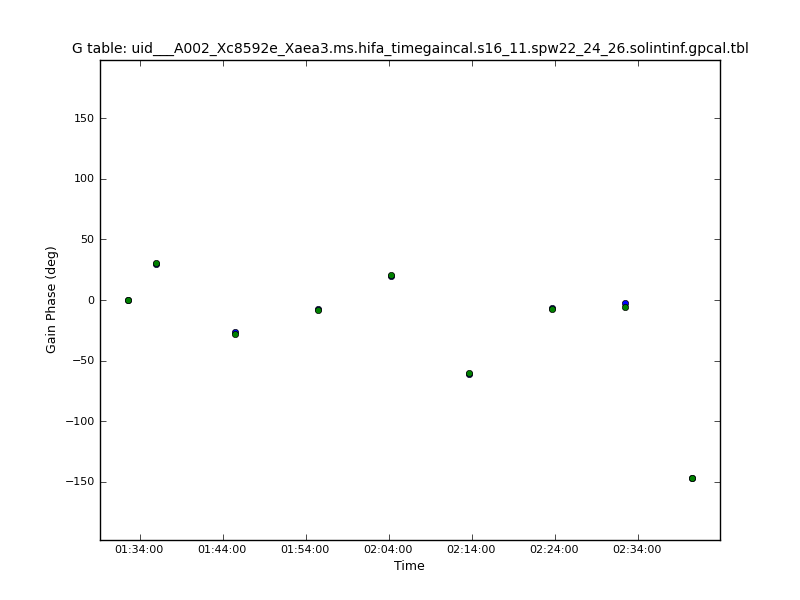 G table: uid___A002_Xc8592e_Xaea3.ms.hifa_timegaincal.s16_11.spw22_24_26.solintinf.gpcal.tbl
150
100
50
0
−50
−100
−150
Gain Phase (deg)
01:34:00 01:44:00 01:54:00 02:04:00 02:14:00 02:24:00 02:34:00
Time